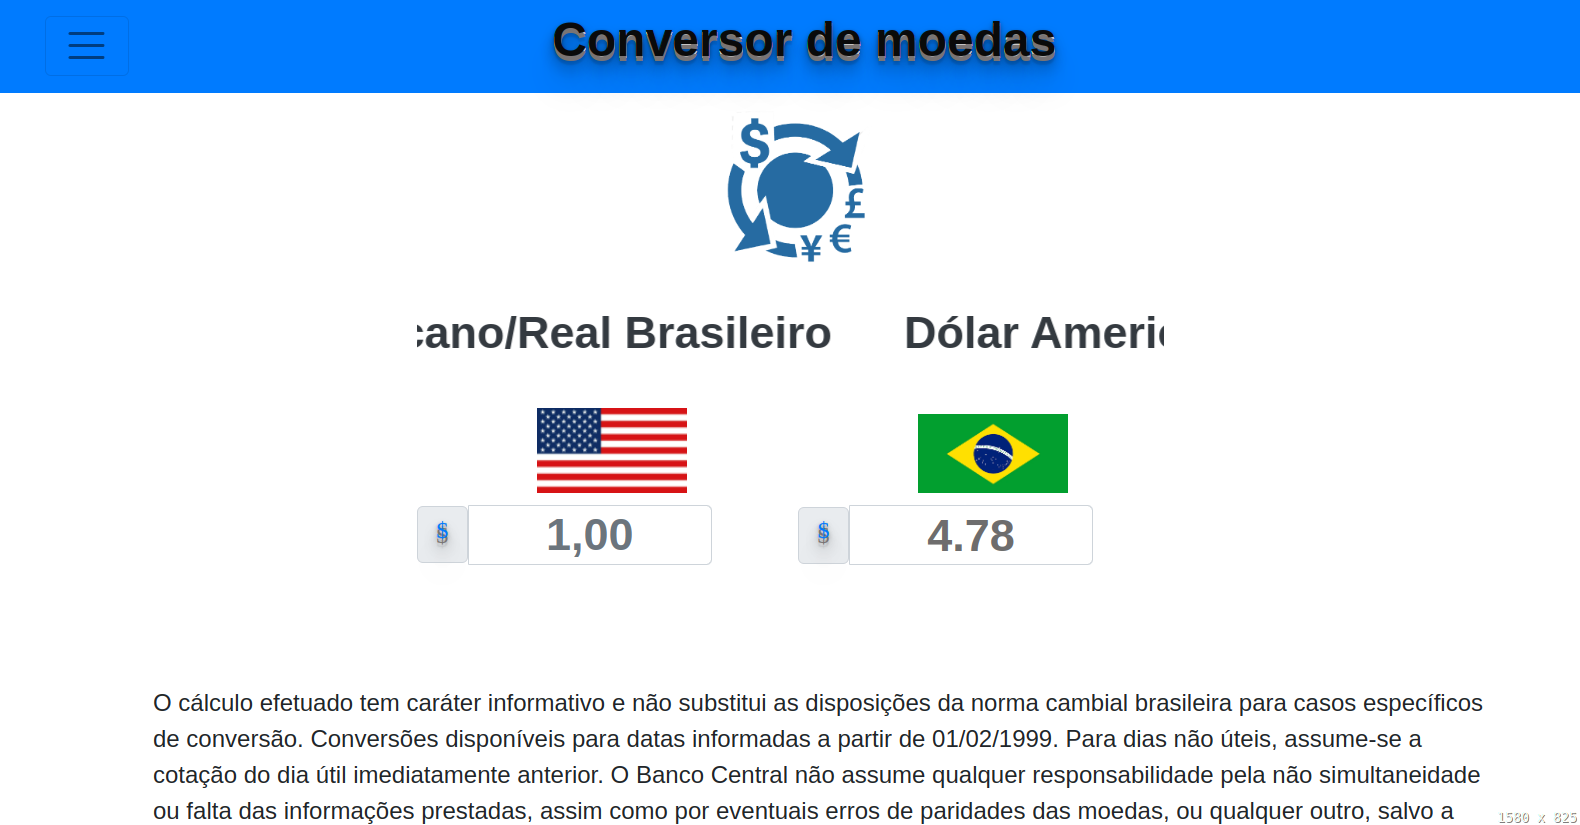 Conversor de moedas
$
£
¥ €
cano/Real Brasileiro Dólar Americ
$ 1,00 $ 4.78
O cálculo efetuado tem caráter informativo e não substitui as disposições da norma cambial brasileira para casos específicos
de conversão. Conversões disponíveis para datas informadas a partir de 01/02/1999. Para dias não úteis, assume-se a
cotação do dia útil imediatamente anterior. O Banco Central não assume qualquer responsabilidade pela não simultaneidade
ou falta das informações prestadas, assim como por eventuais erros de paridades das moedas, ou qualquer outro, salvo a
1580 x 825